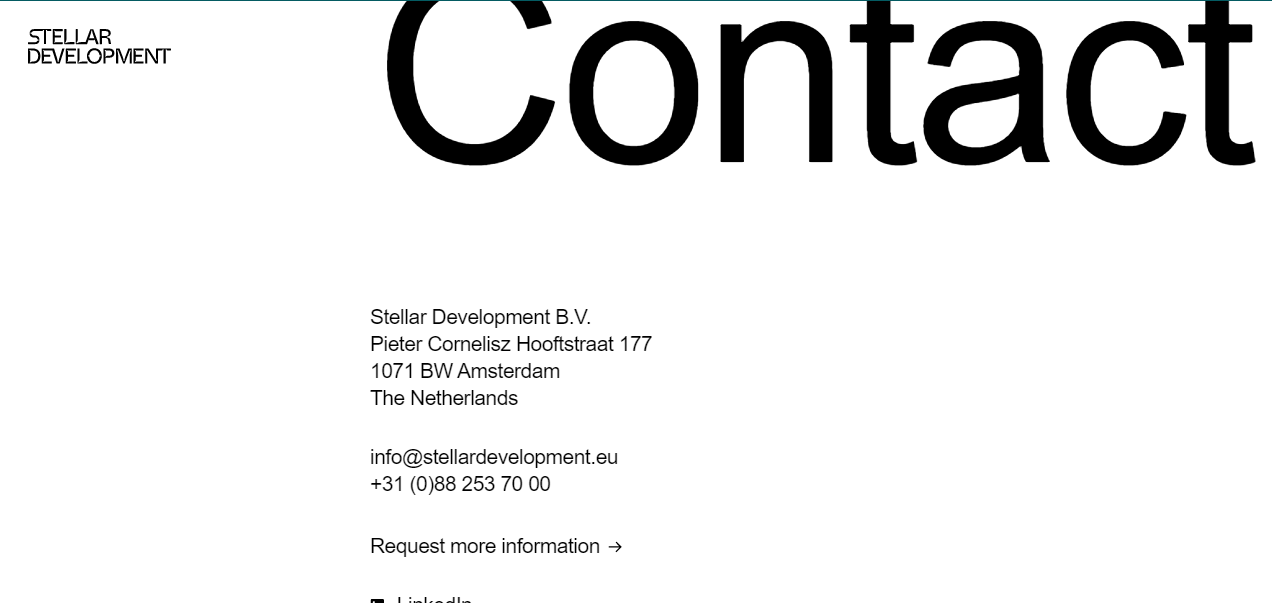 STELLAR
DEVELOPMENT
Contact
Stellar Development B.V.
Pieter Cornelisz Hooftstraat 177
1071 BW Amsterdam
The Netherlands
info@stellardevelopment.eu
+31 (0)88 253 70 00
Request more information →
LinkedIn